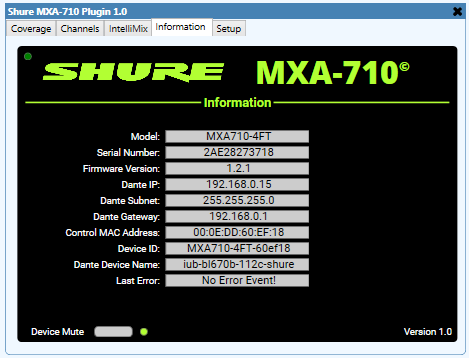 Shure MXA-710 Plugin 1.0
Coverage Channels IntelliMix Information Setup
SHURE MXA-710©
Information
Model: MXA710-4FT
Serial Number: 2AE28273718
Firmware Version: 1.2.1
Dante IP: 192.168.0.15
Dante Subnet: 255.255.255.0
Dante Gateway: 192.168.0.1
Control MAC Address: 00:0E:DD:60:EF:18
Device ID: MXA710-4FT-60ef18
Dante Device Name: iub-bl670b-112c-shure
Last Error: No Error Event!
Device Mute Version 1.0